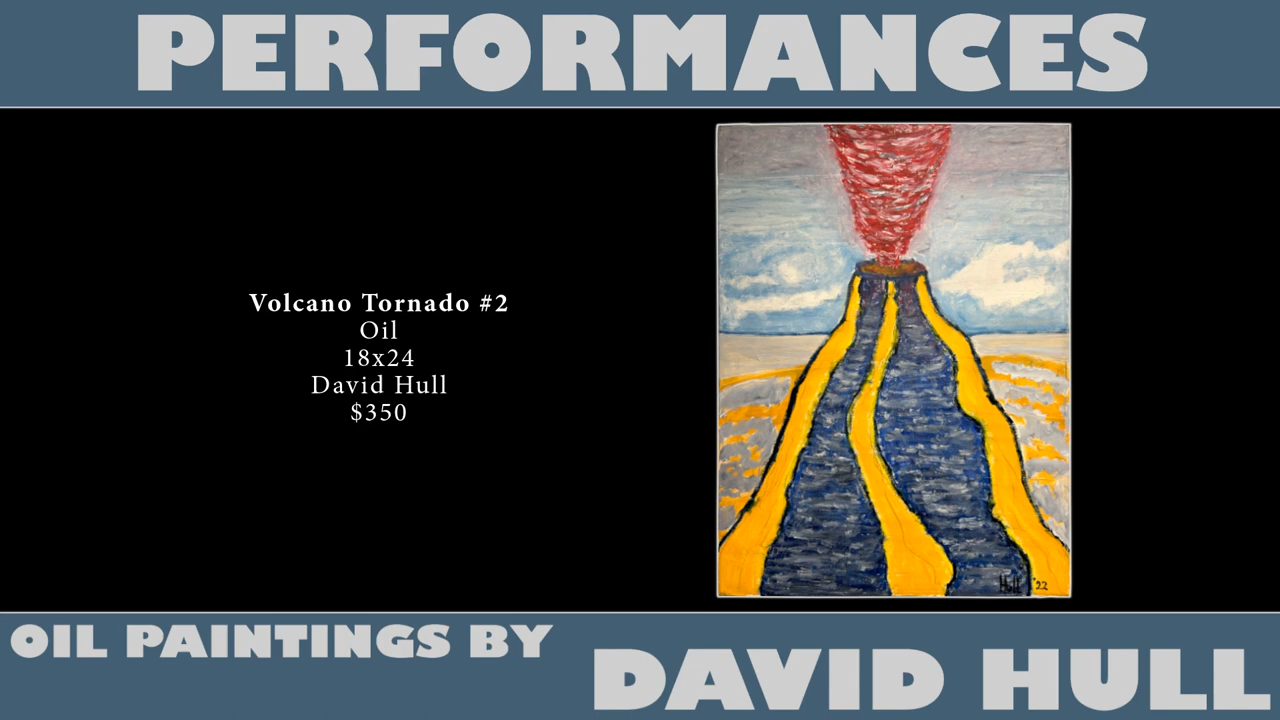 PERFORMANCES
Volcano Tornado #2
Oil
18x24
David Hull
$350
Hull '22
OIL PAINTINGS BY
DAVID HULL